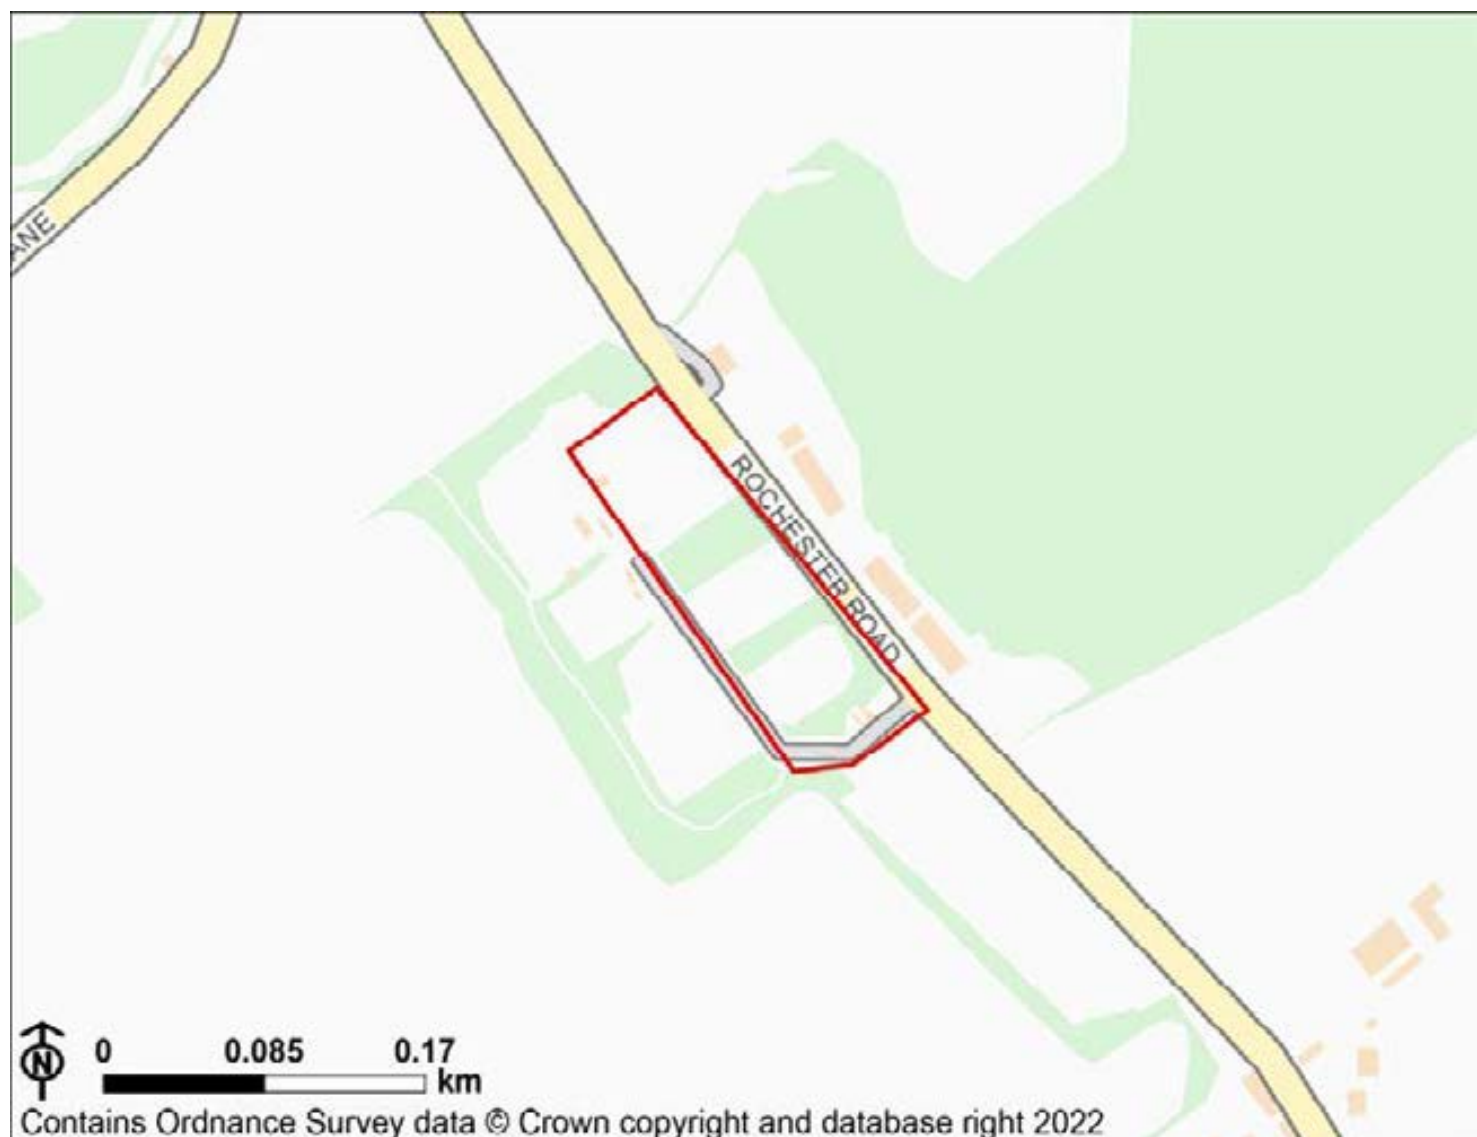 ANE
ROCHESTER ROAD
N
0 0.085 0.17
km
Contains Ordnance Survey data © Crown copyright and database right 2022